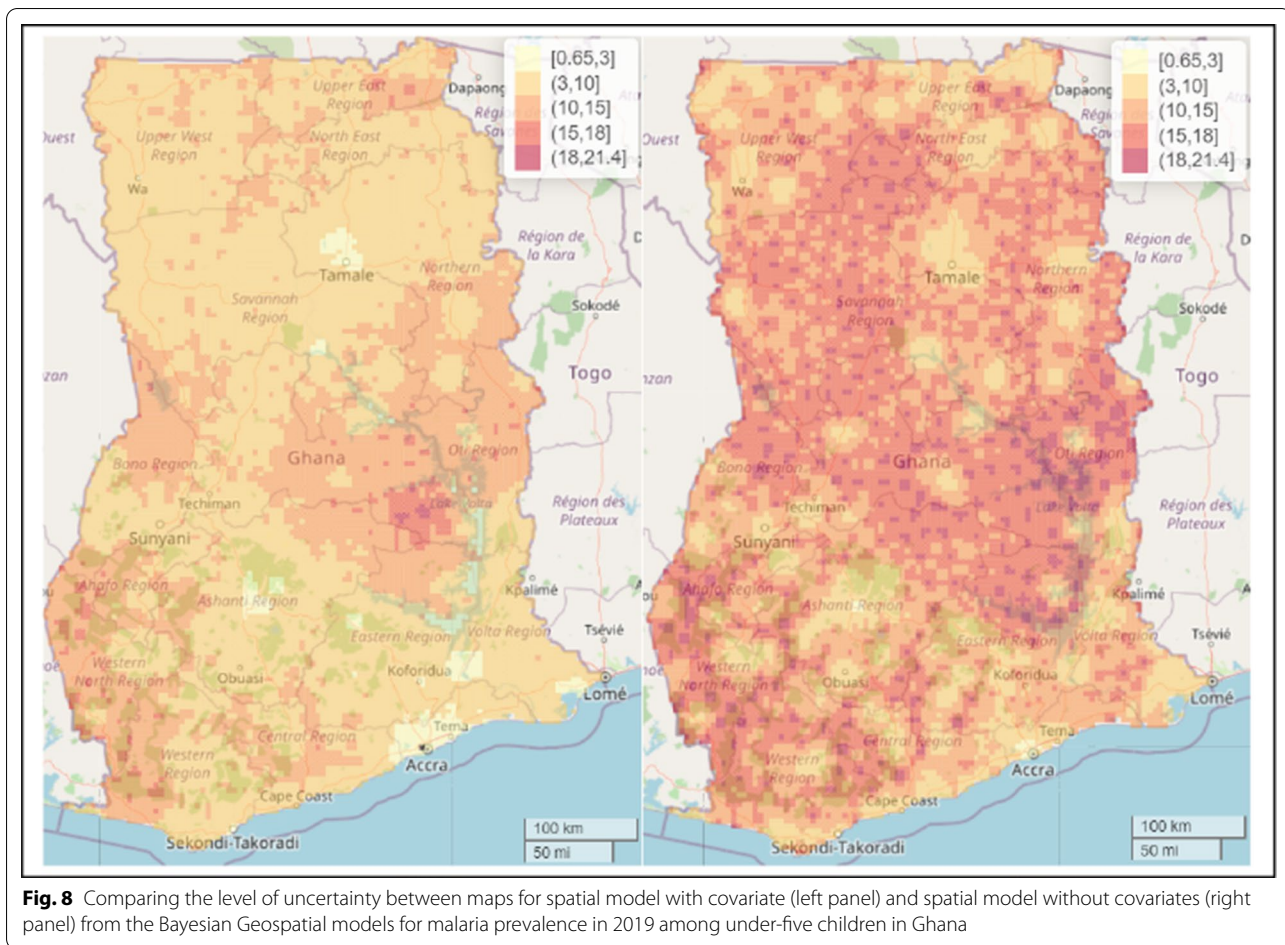 [0.65,3]
(3,10]
(10,15]
(15,18]
(18,21.4]
Dapaong
Upper East
Region
Upper West
Region
North East
Region
Wa
Ouest
Région de
la Kara
Tamale
Northern
Region
Savannah
Region
Sokodé
Togo
Ghana
Bono Region
Oti Region
Techiman
Lake Volta
Région des
Plateaux
Sunyani
Ahafo Region
Ashanti Region
Kpalimé
Eastern Region
Volta Region
Tsévié
Western
North Region
Obuasi
Koforidua
Lomé
Tema
Central Region
Western
Region
Accra
Cape Coast
Sekondi-Takoradi
100 km
50 mi
[0.65,3]
(3,10]
(10,15]
(15,18]
(18,21.4]
Dapaong
Upper East
Region
Upper West
Region
North East
Region
Wa
Ouest
Région de
la Kara
Tamale
Northern
Region
Savannah
Region
Sokodé
Togo
Ghana
Bono Region
Oti Region
Techiman
Lake Volta
Région des
Plateaux
Sunyani
Ahafo Region
Ashanti Region
Kpalimé
Eastern Region
Volta Region
Tsévié
Western
North Region
Obuasi
Koforidua
Lomé
Tema
Central Region
Western
Region
Accra
Cape Coast
Sekondi-Takoradi
100 km
50 mi
Fig. 8 Comparing the level of uncertainty between maps for spatial model with covariate (left panel) and spatial model without covariates (right
panel) from the Bayesian Geospatial models for malaria prevalence in 2019 among under-five children in Ghana